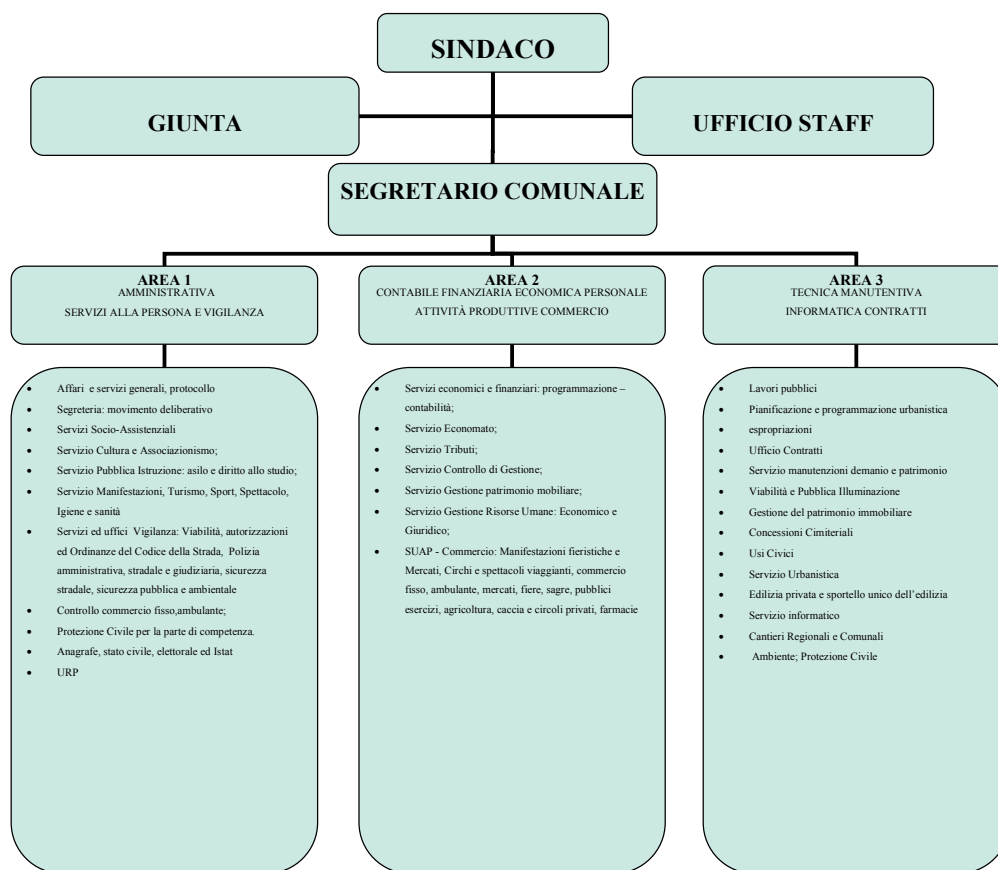 SINDACO
GIUNTA
UFFICIO STAFF
SEGRETARIO COMUNALE
AREA 1
AMMINISTRATIVA
SERVIZI ALLA PERSONA E VIGILANZA
AREA 2
CONTABILE FINANZIARIA ECONOMICA PERSONALE
ATTIVITÀ PRODUTTIVE COMMERCIO
AREA 3
TECNICA MANUTENTIVA
INFORMATICA CONTRATTI
• Affari e servizi generali, protocollo
• Segreteria: movimento deliberativo
• Servizi Socio-Assistenziali
• Servizio Cultura e Associazionismo;
• Servizio Pubblica Istruzione: asilo e diritto allo studio;
• Servizio Manifestazioni, Turismo, Sport, Spettacolo,
Igiene e sanità
• Servizi ed uffici Vigilanza: Viabilità, autorizzazioni
ed Ordinanze del Codice della Strada, Polizia
amministrativa, stradale e giudiziaria, sicurezza
stradale, sicurezza pubblica e ambientale
• Controllo commercio fisso,ambulante;
• Protezione Civile per la parte di competenza.
• Anagrafe, stato civile, elettorale ed Istat
• URP
• Servizi economici e finanziari: programmazione –
contabilità;
• Servizio Economato;
• Servizio Tributi;
• Servizio Controllo di Gestione;
• Servizio Gestione patrimonio mobiliare;
• Servizio Gestione Risorse Umane: Economico e
Giuridico;
• SUAP - Commercio: Manifestazioni fieristiche e
Mercati, Circhi e spettacoli viaggianti, commercio
fisso, ambulante, mercati, fiere, sagre, pubblici
esercizi, agricoltura, caccia e circoli privati, farmacie
• Lavori pubblici
• Pianificazione e programmazione urbanistica
• espropriazioni
• Ufficio Contratti
• Servizio manutenzioni demanio e patrimonio
• Viabilità e Pubblica Illuminazione
• Gestione del patrimonio immobiliare
• Concessioni Cimiteriali
• Usi Civici
• Servizio Urbanistica
• Edilizia privata e sportello unico dell'edilizia
• Servizio informatico
• Cantieri Regionali e Comunali
• Ambiente; Protezione Civile